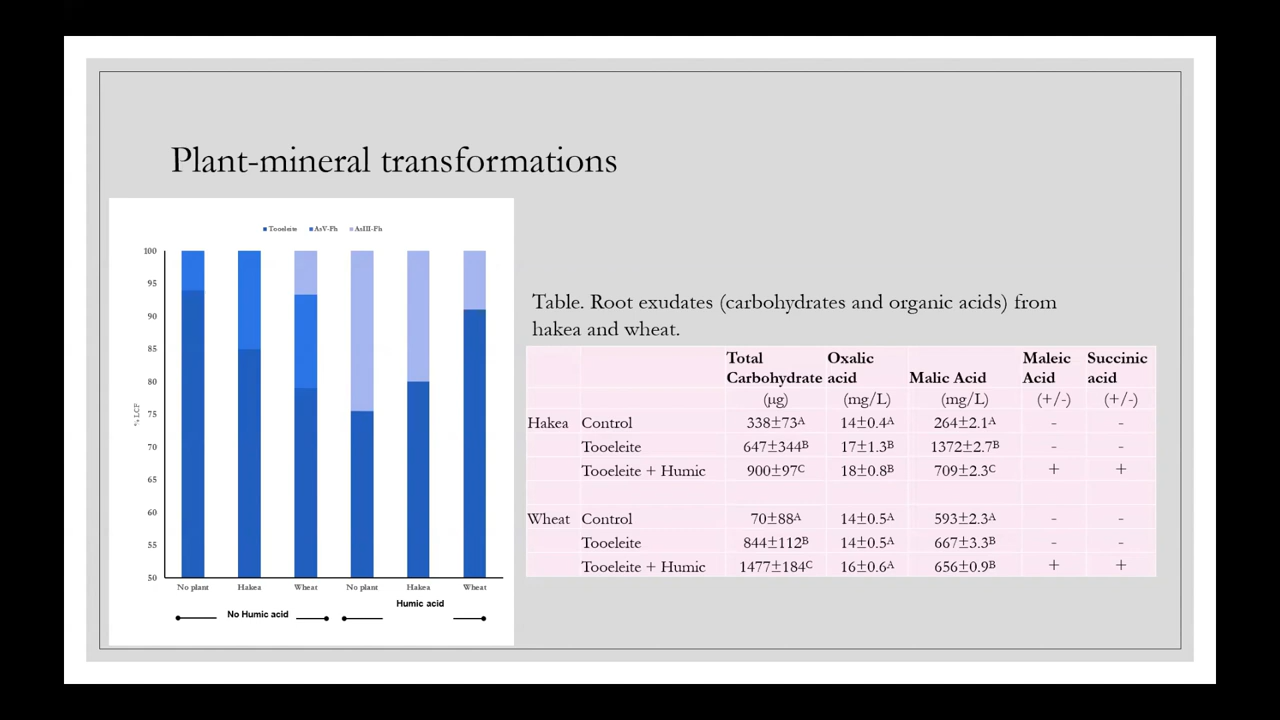 Plant-mineral transformations
Tooeleite AsV-Fh AsIII-Fh
100
95
90
85
80
75
70
65
60
55
50
% LCF
No plant Hakea Wheat No plant Hakea Wheat
No Humic acid Humic acid
Table. Root exudates (carbohydrates and organic acids) from
hakea and wheat.
Total Carbohydrate Oxalic acid Malic Acid Maleic Acid Succinic acid
(µg) (mg/L) (mg/L) (+/-) (+/-)
Hakea Control 338±73ᴬ 14±0.4ᴬ 264±2.1ᴬ - -
Tooeleite 647±344ᴮ 17±1.3ᴮ 1372±2.7ᴮ - -
Tooeleite + Humic 900±97ᶜ 18±0.8ᴮ 709±2.3ᶜ + +
Wheat Control 70±88ᴬ 14±0.5ᴬ 593±2.3ᴬ - -
Tooeleite 844±112ᴮ 14±0.5ᴬ 667±3.3ᴮ - -
Tooeleite + Humic 1477±184ᶜ 16±0.6ᴬ 656±0.9ᴮ + +